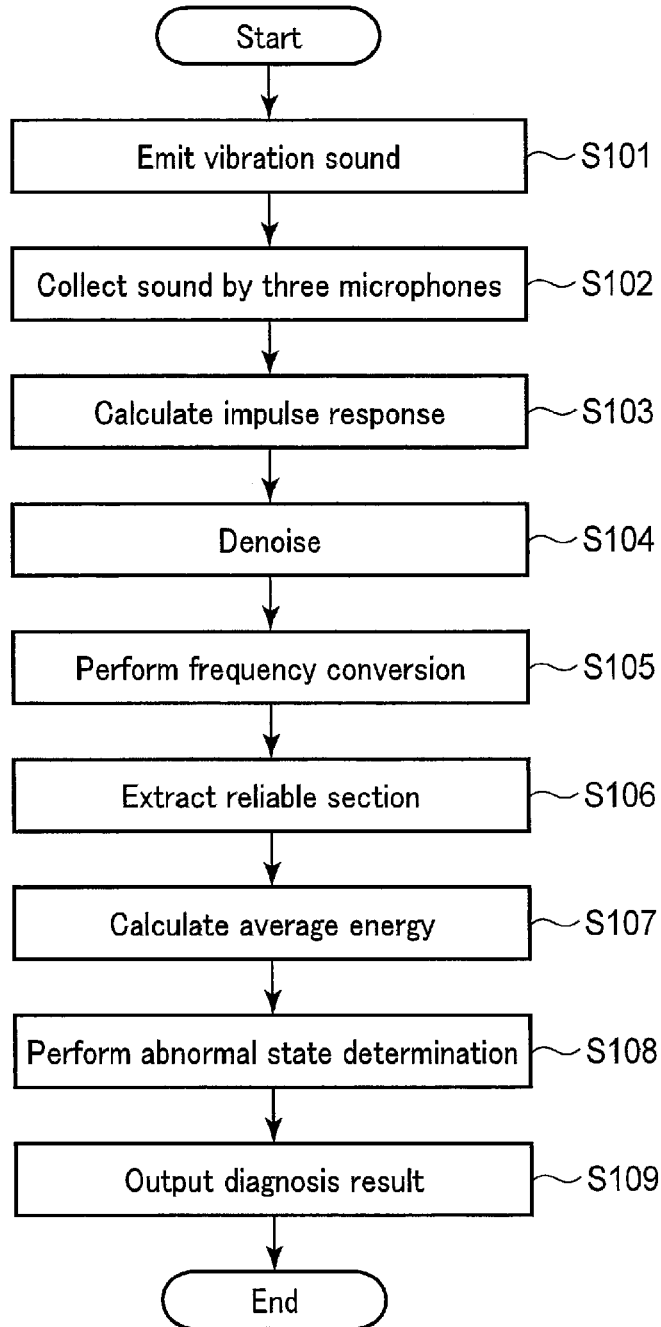 Start
Emit vibration sound
S101
Collect sound by three microphones
S102
Calculate impulse response
S103
Denoise
S104
Perform frequency conversion
S105
Extract reliable section
S106
Calculate average energy
S107
Perform abnormal state determination
S108
Output diagnosis result
S109
End